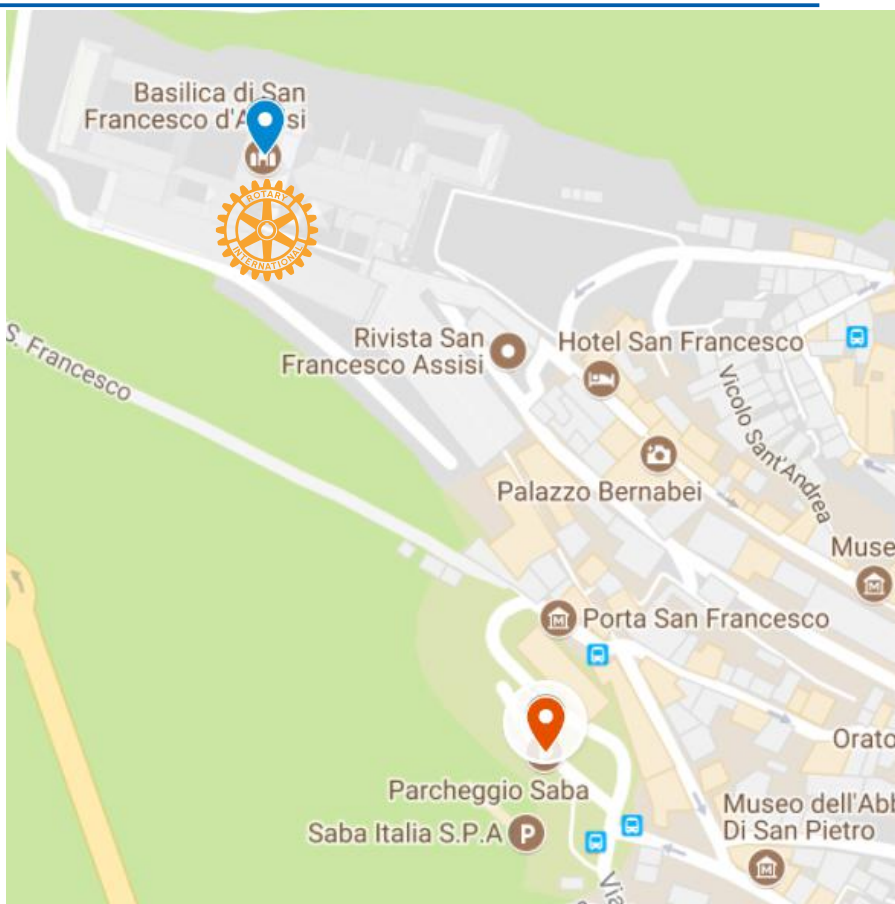 Basilica di San
Francesco d'A si
ROTARY
INTERNATIONAL
S. Francesco
Rivista San
Francesco Assisi
Hotel San Francesco
Vicolo Sant'Andrea
Palazzo Bernabei
Muse
Porta San Francesco
Orato
Parcheggio Saba
Saba Italia S.P.A
P
Museo dell'Abb
Di San Pietro
Via